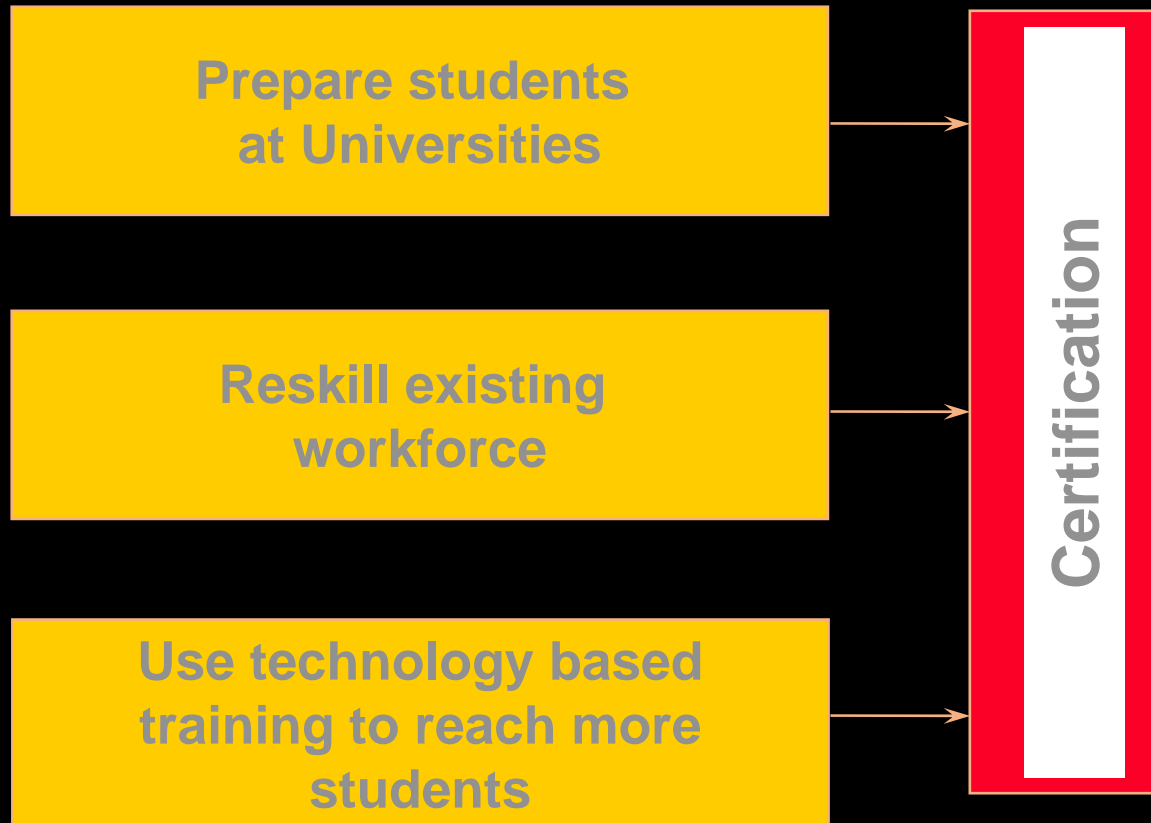 Prepare students
at Universities
Reskill existing
workforce
Use technology based
training to reach more
students
Certification